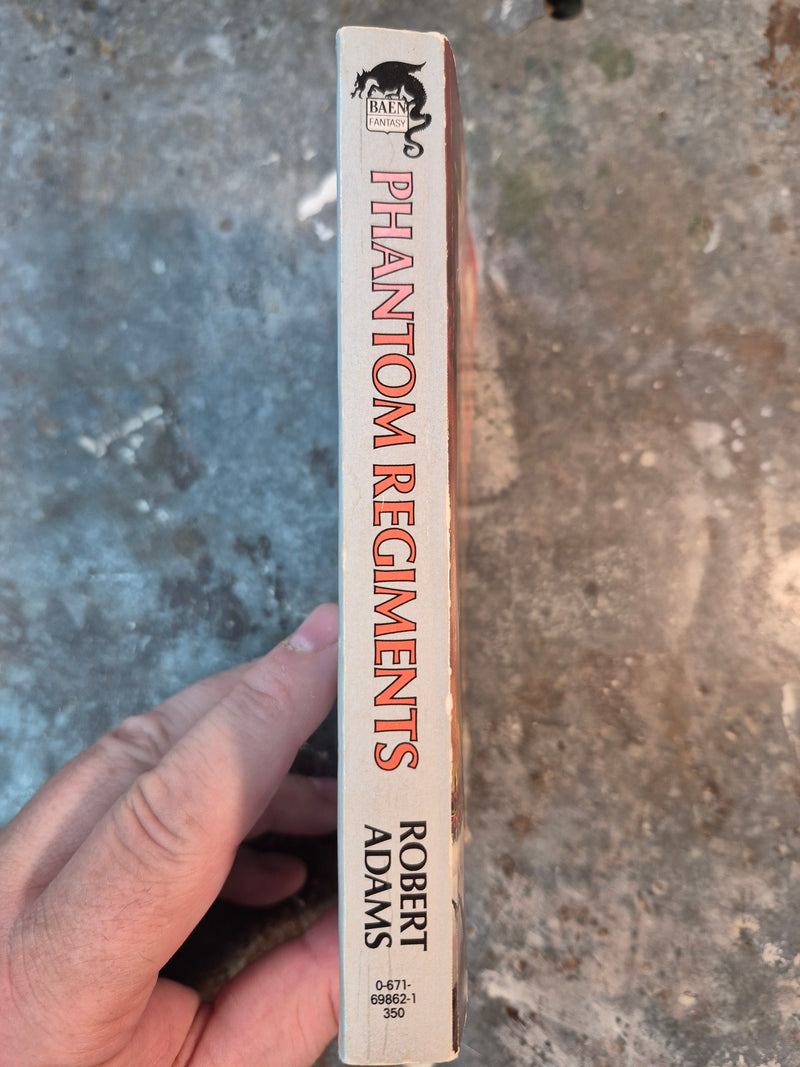 BAEN
FANTASY
PHANTOM REGIMENTS
ROBERT
ADAMS
0-671-
69862-1
350